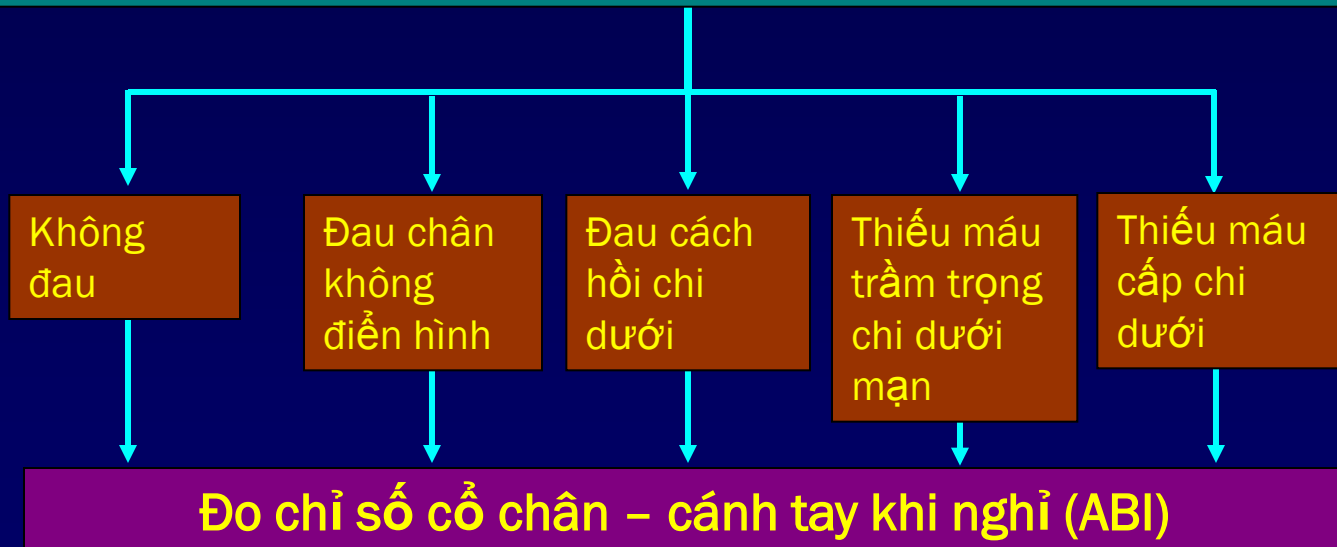 Không
đau
Đau chân
không
điển hình
Đau cách
hồi chi
dưới
Thiếu máu
trầm trọng
chi dưới
mạn
Thiếu máu
cấp chi
dưới
Đo chỉ số cổ chân – cánh tay khi nghỉ (ABI)